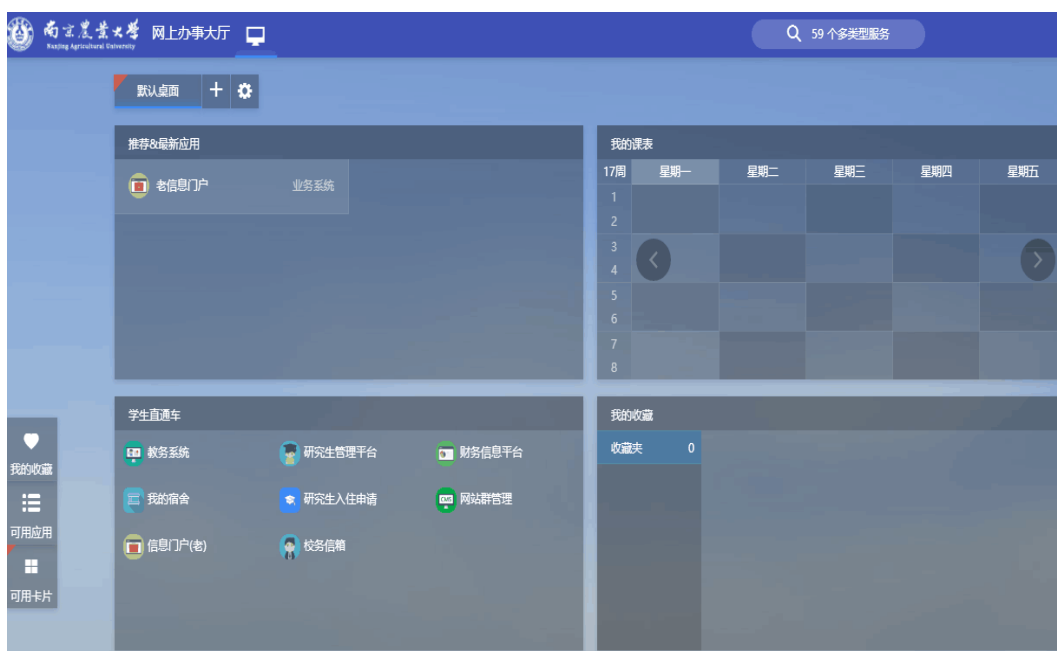 南京農業大學 网上办事大厅 59 个多类型服务
Nanjing Agricultural University
默认桌面
推荐&最新应用
老信息门户 业务系统
我的课表
17周 星期一 星期二 星期三 星期四 星期五
1
2
3
4
5
6
7
8
学生直通车
教务系统 研究生管理平台 财务信息平台
我的宿舍 研究生入住申请 网站群管理
信息门户(老) 校务信箱
我的收藏
收藏夹 0
我的收藏
可用应用
可用卡片